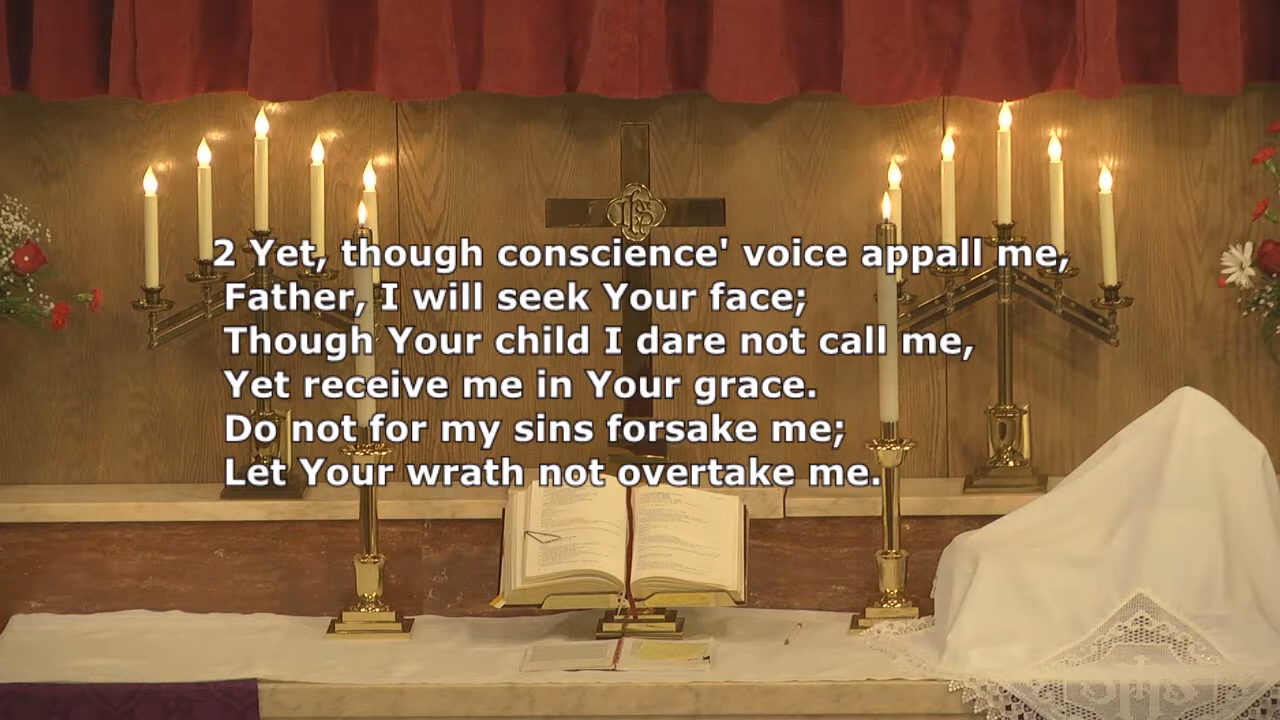 2 Yet, though conscience' voice appall me,
Father, I will seek Your face;
Though Your child I dare not call me,
Yet receive me in Your grace.
Do not for my sins forsake me;
Let Your wrath not overtake me.
IHS